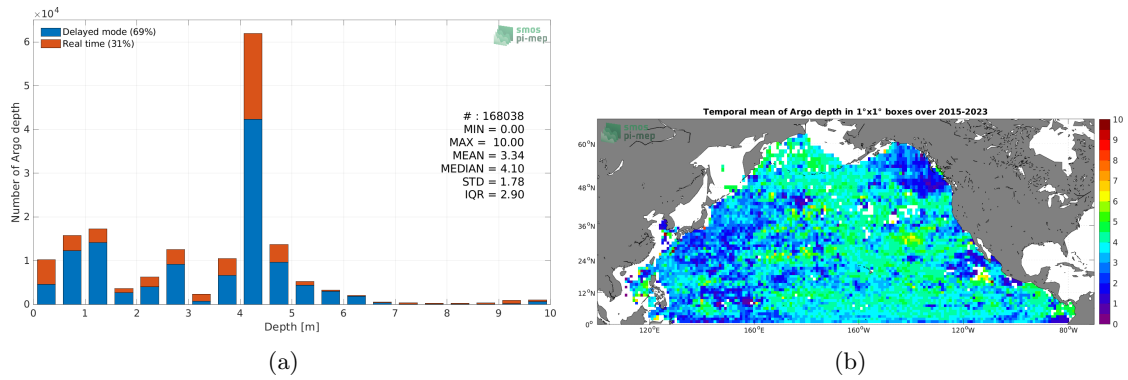 ×10⁴
Delayed mode (69%)
Real time (31%)
smos
pi-mep
# : 168038
MIN = 0.00
MAX = 10.00
MEAN = 3.34
MEDIAN = 4.10
STD = 1.78
IQR = 2.90
Number of Argo depth
6
5
4
3
2
1
0
0 1 2 3 4 5 6 7 8 9 10
Depth [m]
(a)
Temporal mean of Argo depth in 1°x1° boxes over 2015-2023
smos
pi-mep
60°N
48°N
36°N
24°N
12°N
0°
120°E 160°E 160°W 120°W 80°W
10
9
8
7
6
5
4
3
2
1
0
(b)